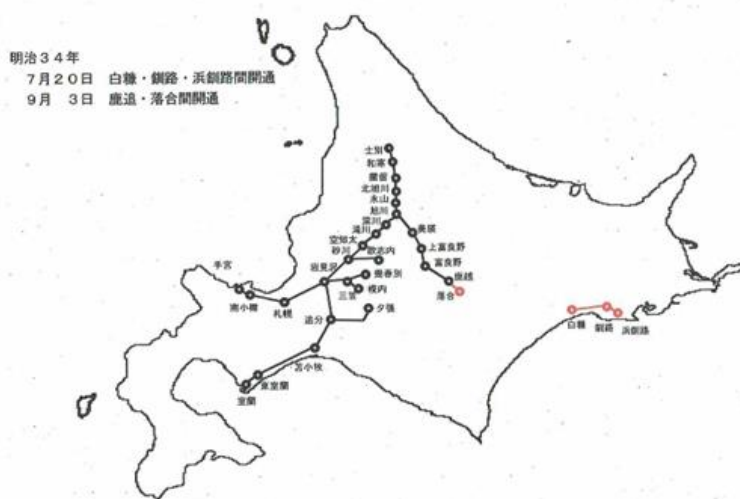 明治34年
7月20日 白糠・釧路・浜釧路間開通
9月 3日 鹿追・落合間開通
士別
和寒
蘭留
北旭川
永山
旭川
深川
滝川
空知太
砂川
歌志内
美瑛
上富良野
富良野
鹿越
落合
手宮
南小樽
札幌
岩見沢
幾春別
三笠
幌内
追分
夕張
苫小牧
東室蘭
室蘭
白糠
釧路
浜釧路